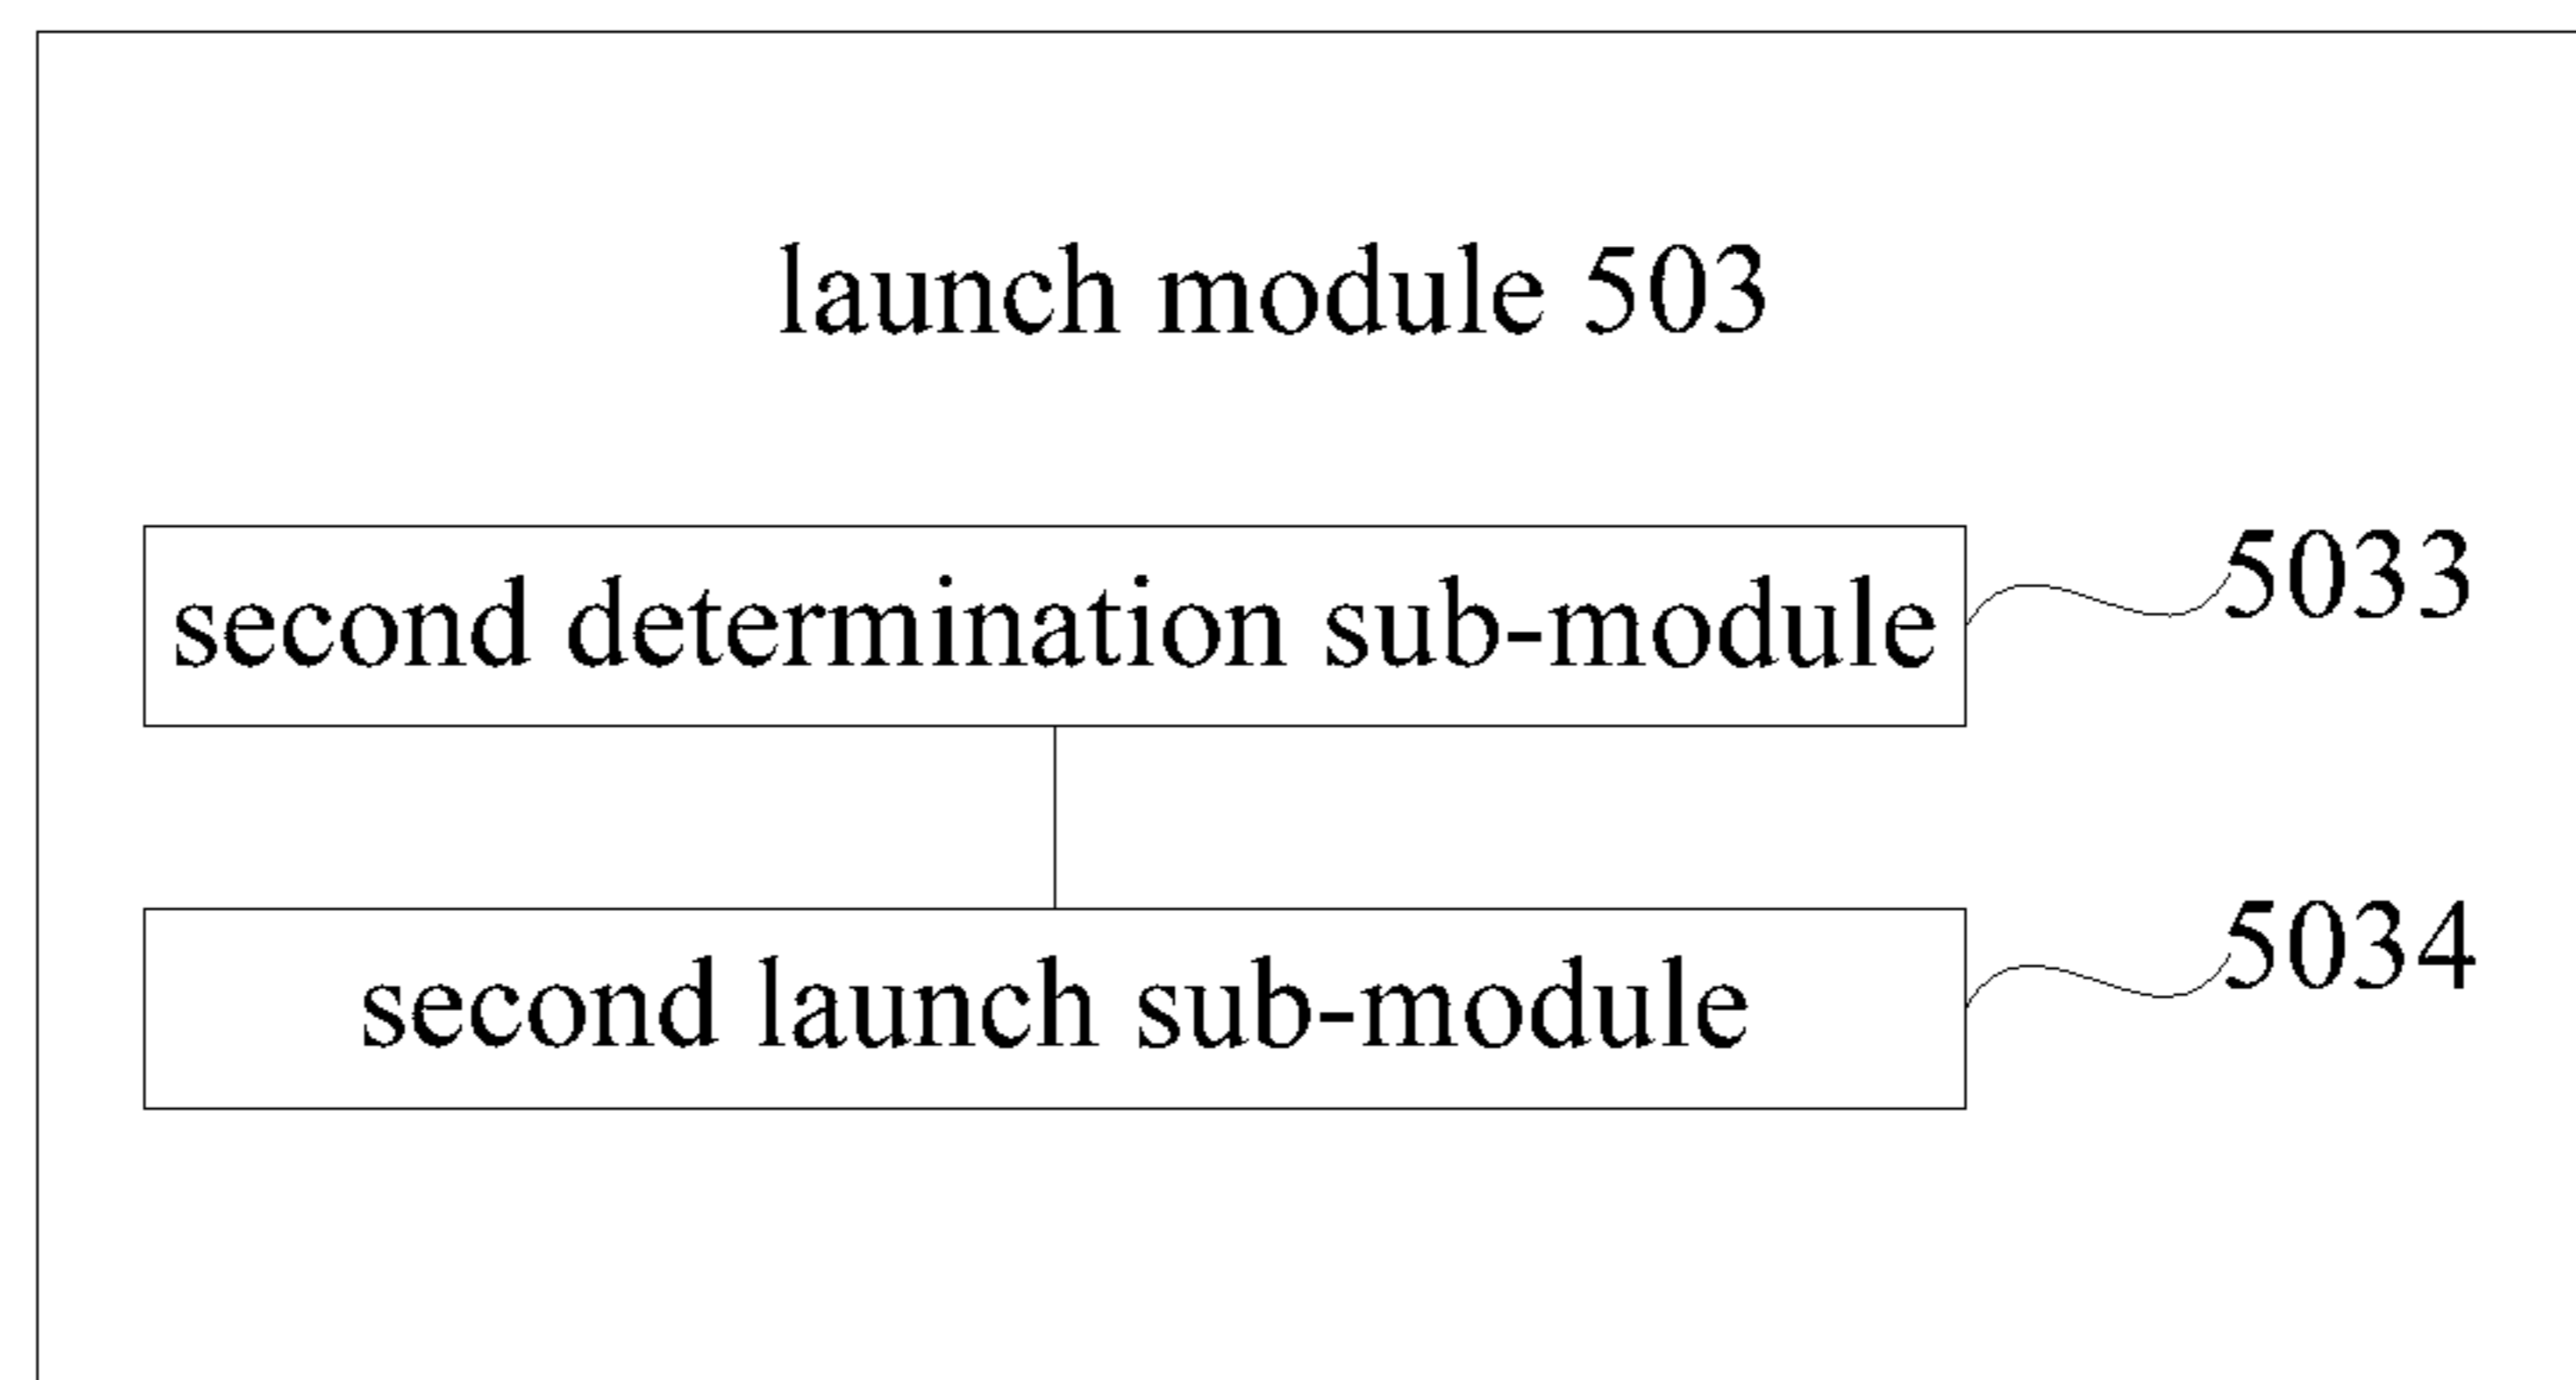 launch module 503
second determination sub-module 5033
second launch sub-module 5034